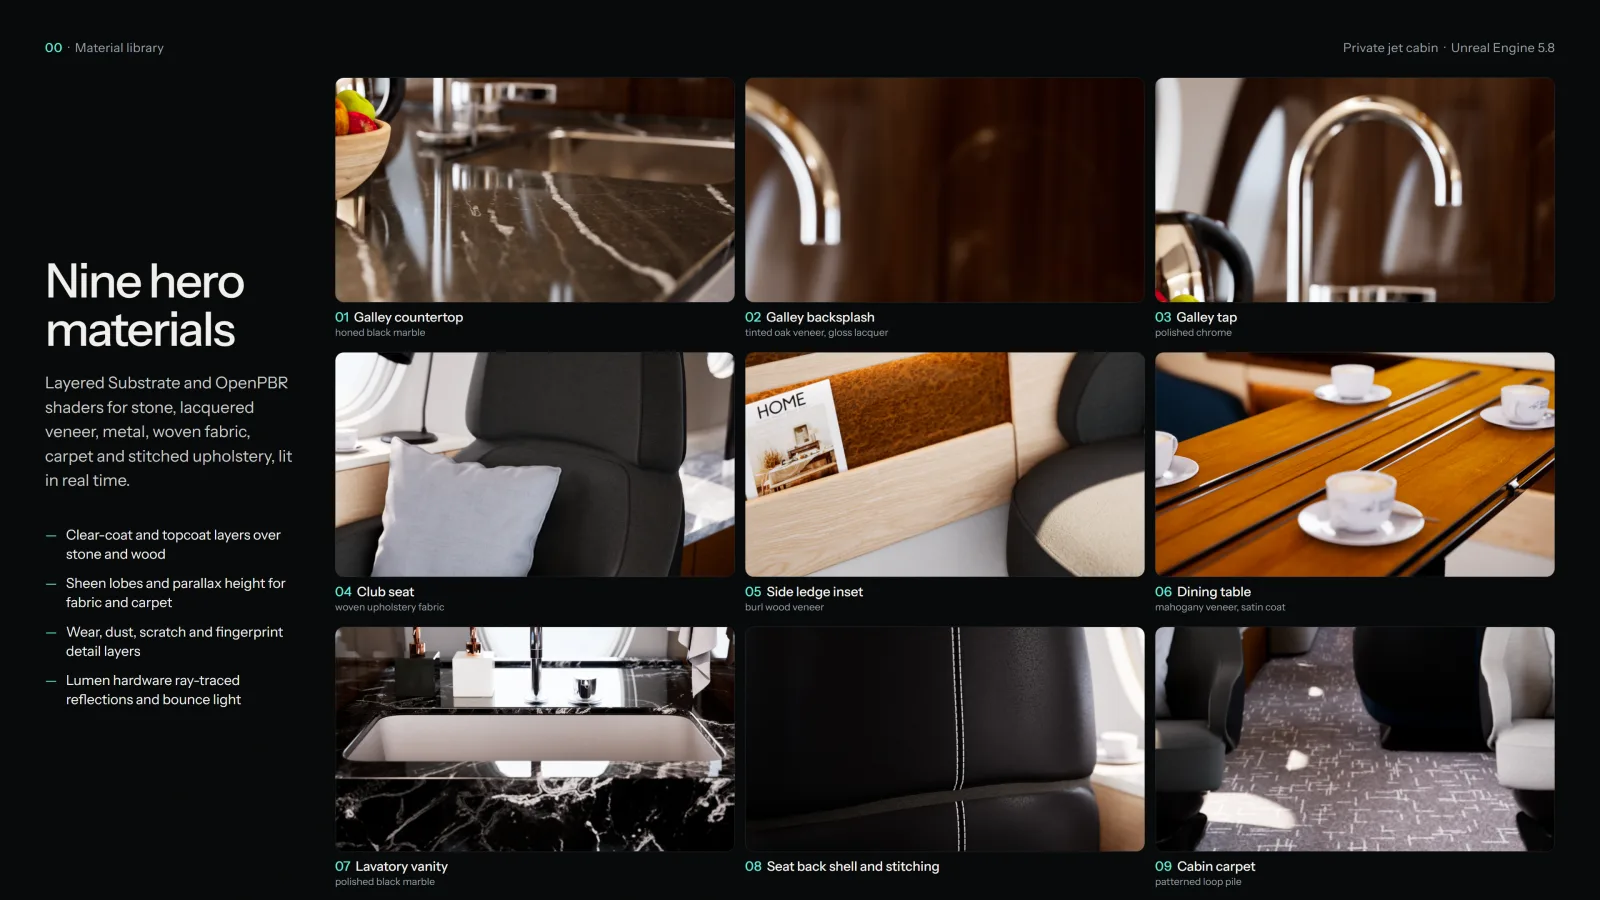 00 · Material library
Private jet cabin · Unreal Engine 5.8
Nine hero
materials
Layered Substrate and OpenPBR
shaders for stone, lacquered
veneer, metal, woven fabric,
carpet and stitched upholstery, lit
in real time.
— Clear-coat and topcoat layers over
stone and wood
— Sheen lobes and parallax height for
fabric and carpet
— Wear, dust, scratch and fingerprint
detail layers
— Lumen hardware ray-traced
reflections and bounce light
01 Galley countertop
honed black marble
02 Galley backsplash
tinted oak veneer, gloss lacquer
03 Galley tap
polished chrome
HOME
04 Club seat
woven upholstery fabric
05 Side ledge inset
burl wood veneer
06 Dining table
mahogany veneer, satin coat
07 Lavatory vanity
polished black marble
08 Seat back shell and stitching
09 Cabin carpet
patterned loop pile